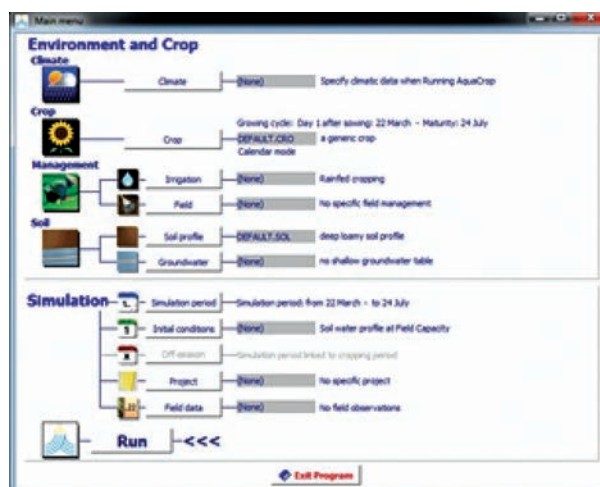 Main menu
Environment and Crop
Climate
Climate (None) Specify climatic data when Running AquaCrop
Crop
Growing cycle: Day 1 after sowing: 22 March - Maturity: 24 July
Crop DEFAULT.CRO a generic crop
Calendar mode
Management
Irrigation (None) Rainfed cropping
Field (None) No specific field management
Soil
Soil profile DEFAULT.SOL deep loamy soil profile
Groundwater (None) no shallow groundwater table
Simulation Simulation period Simulation period: from 22 March - to 24 July
Initial conditions (None) Soil water profile at Field Capacity
Off season Simulation period linked to cropping period
Project (None) No specific project
Field data (None) No field observations
Run <<<
Exit Program